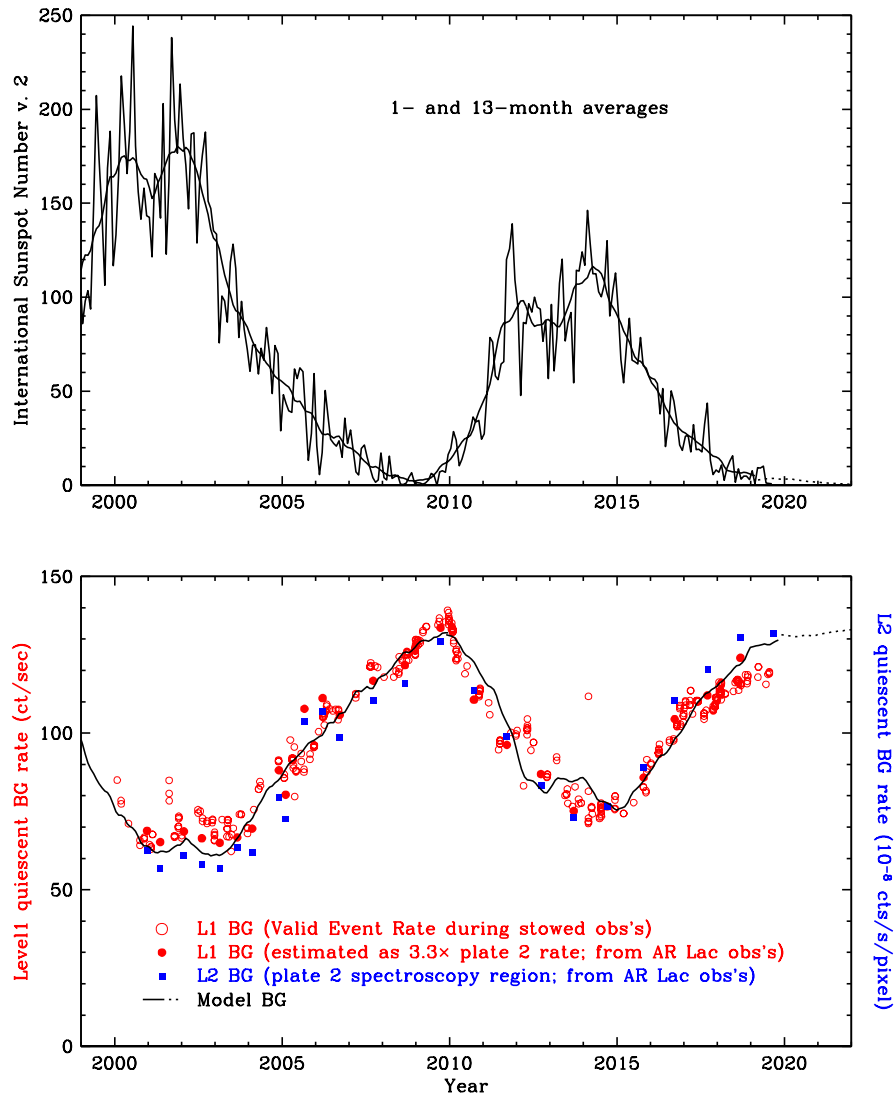 250
200
150
100
50
0
International Sunspot Number v. 2
1- and 13-month averages
2000 2005 2010 2015 2020
150
100
50
0
Level1 quiescent BG rate (ct/sec)
L2 quiescent BG rate (10⁻⁸ cts/s/pixel)
L1 BG (Valid Event Rate during stowed obs's)
L1 BG (estimated as 3.3× plate 2 rate; from AR Lac obs's)
L2 BG (plate 2 spectroscopy region; from AR Lac obs's)
Model BG
2000 2005 2010 2015 2020
Year